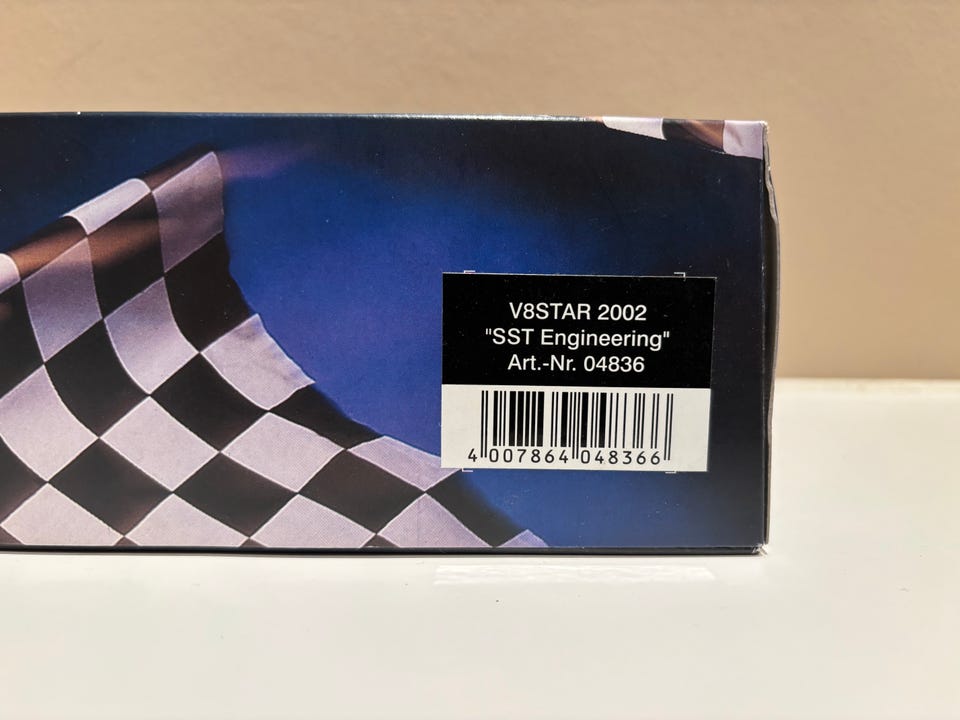 V8STAR 2002
"SST Engineering"
Art.-Nr. 04836
4 007864 048366